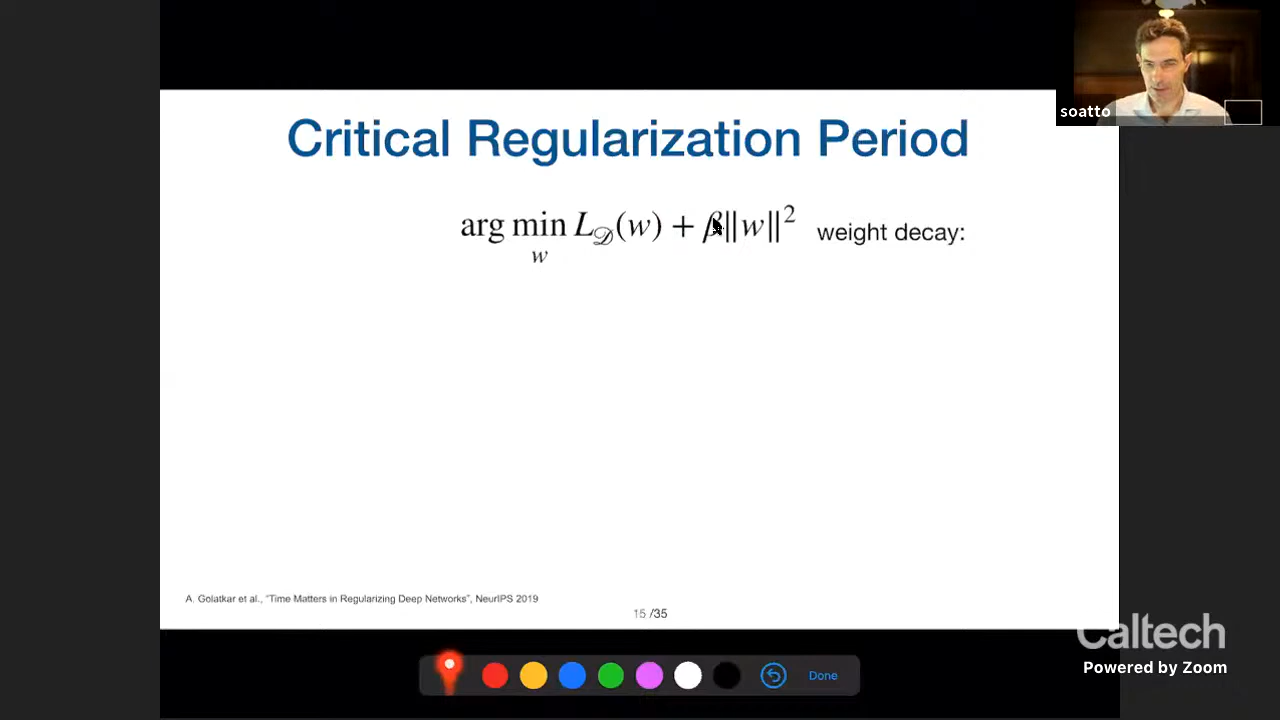 soatto
Critical Regularization Period
arg min L𝒟(w) + β||w||² weight decay:
w
A. Golatkar et al., "Time Matters in Regularizing Deep Networks", NeurIPS 2019
15 /35
Caltech
Powered by Zoom
Done